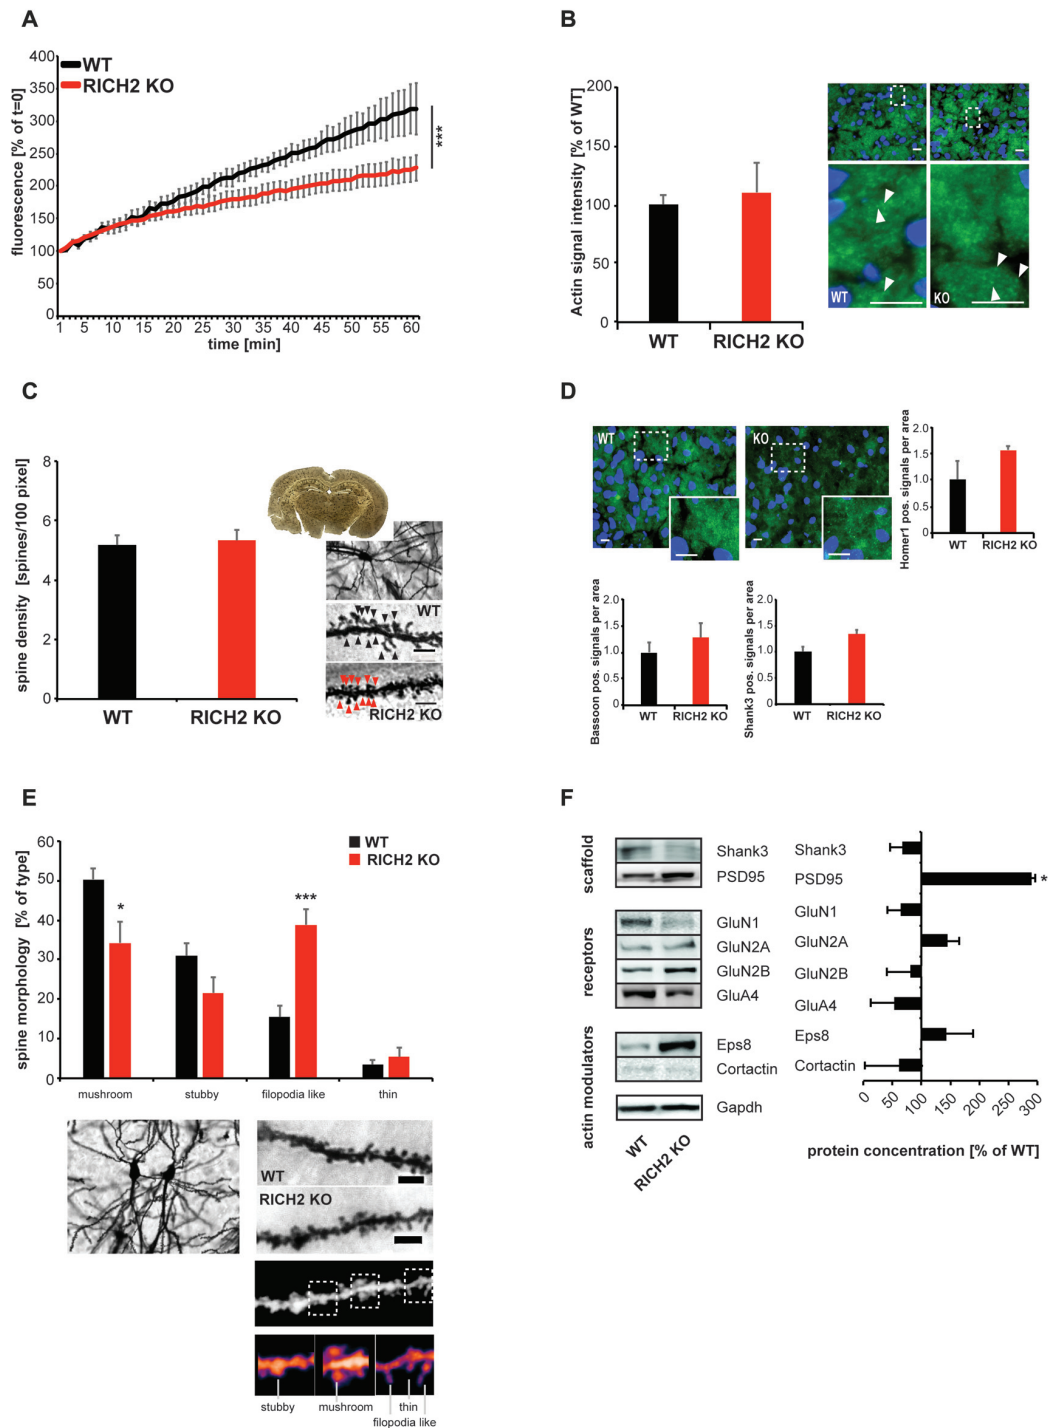 A
WT
RICH2 KO
fluorescence [% of t=0]
400
350
300
250
200
150
100
50
0
1 5 10 15 20 25 30 35 40 45 50 55 60
time [min]
***
B
Actin signal intensity [% of WT]
200
150
100
50
0
WT RICH2 KO
WT KO
C
spine density [spines/100 pixel]
8
6
4
2
0
WT RICH2 KO
WT
RICH2 KO
D
WT KO
Homer1 pos. signals per area
2.0
1.5
1.0
0.5
0
WT RICH2 KO
Bassoon pos. signals per area
2.0
1.5
1.0
0.5
0
WT RICH2 KO
Shank3 pos. signals per area
2.0
1.5
1.0
0.5
0
WT RICH2 KO
E
WT
RICH2 KO
spine morphology [% of type]
60
50
40
30
20
10
0
*
***
mushroom stubby filopodia like thin
WT
RICH2 KO
stubby mushroom thin
filopodia like
F
scaffold
Shank3
PSD95
receptors
GluN1
GluN2A
GluN2B
GluA4
actin modulators
Eps8
Cortactin
Gapdh
WT
RICH2 KO
Shank3
PSD95
*
GluN1
GluN2A
GluN2B
GluA4
Eps8
Cortactin
0 50 100 150 200 250 300
protein concentration [% of WT]